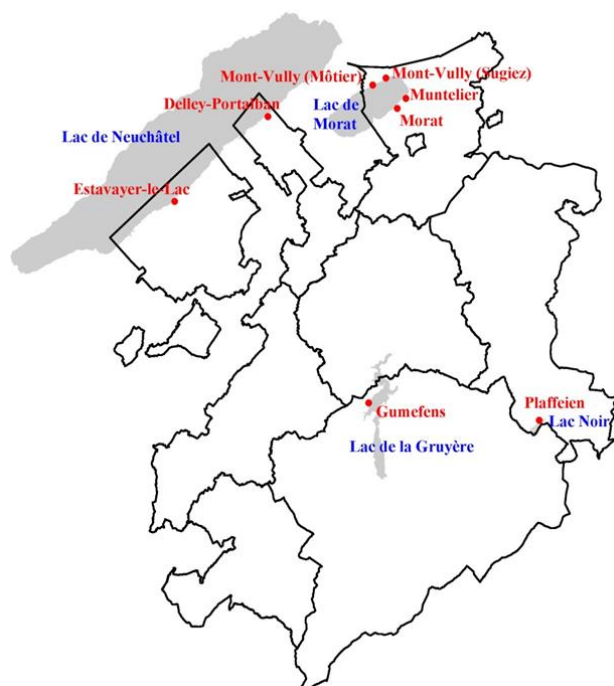 Mont-Vully (Môtier)
Mont-Vully (Sugiez)
Muntelier
Delley-Portalban
Lac de
Morat
Morat
Lac de Neuchâtel
Estavayer-le-Lac
Plaffeien
Gumefens
Lac Noir
Lac de la Gruyère